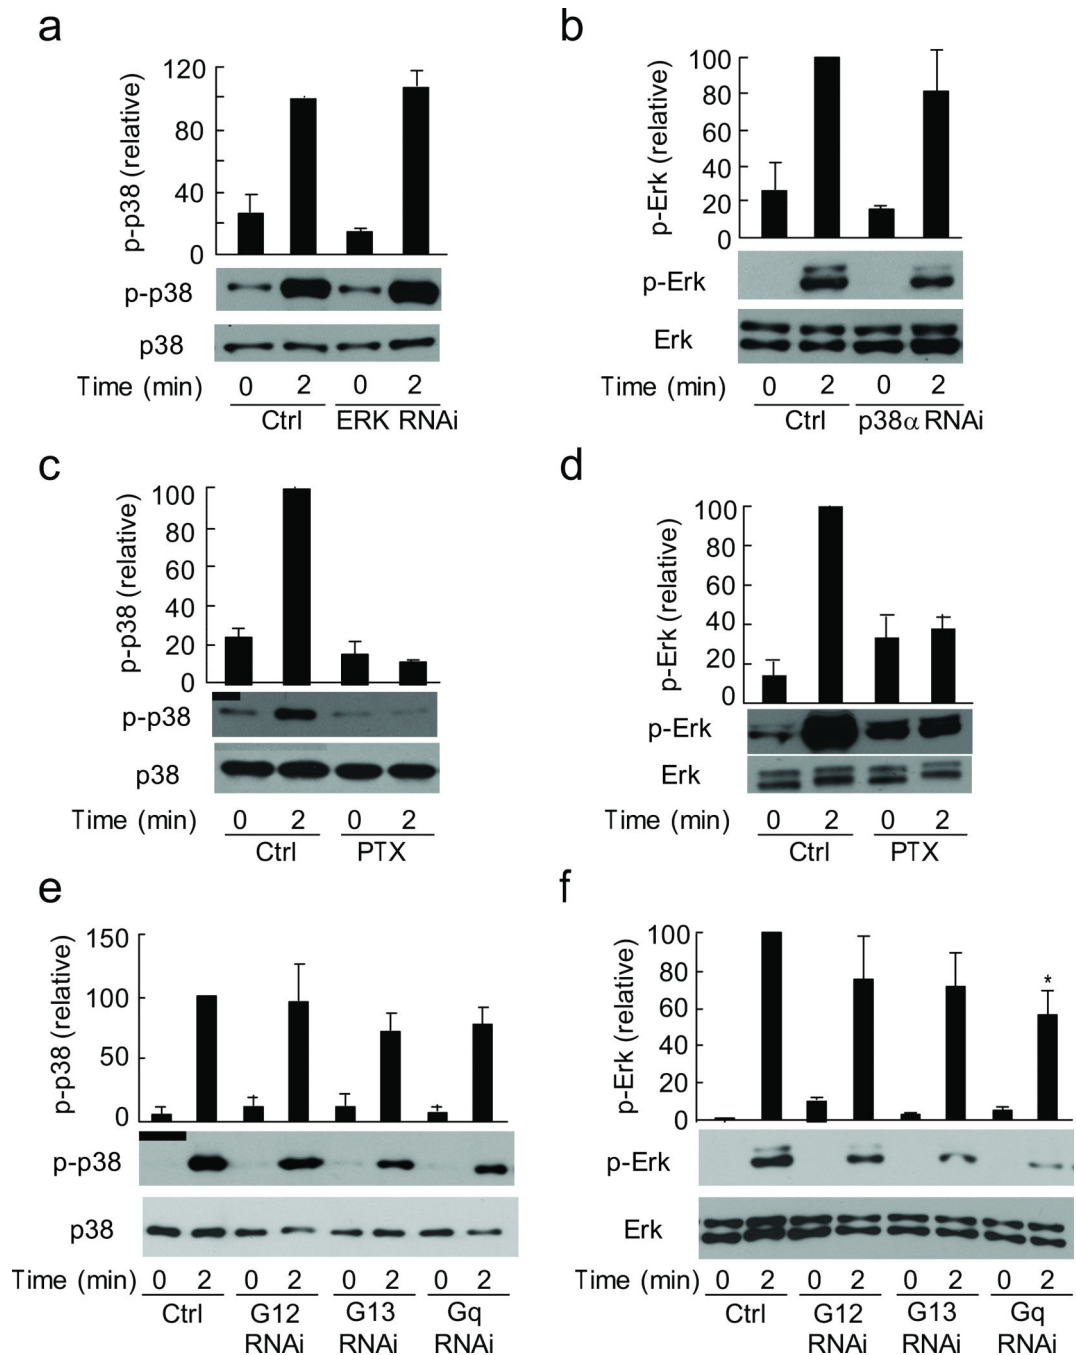 a
p-p38 (relative)
120
80
40
0
p-p38
p38
Time (min) 0 2 0 2
Ctrl ERK RNAi
b
p-Erk (relative)
100
80
60
40
20
0
p-Erk
Erk
Time (min) 0 2 0 2
Ctrl p38α RNAi
c
p-p38 (relative)
100
80
60
40
20
0
p-p38
p38
Time (min) 0 2 0 2
Ctrl PTX
d
p-Erk (relative)
100
80
60
40
20
0
p-Erk
Erk
Time (min) 0 2 0 2
Ctrl PTX
e
p-p38 (relative)
150
100
50
0
p-p38
p38
Time (min) 0 2 0 2 0 2 0 2
Ctrl G12 G13 Gq
RNAi RNAi RNAi
f
p-Erk (relative)
100
80
60
40
20
0
*
p-Erk
Erk
Time (min) 0 2 0 2 0 2 0 2
Ctrl G12 G13 Gq
RNAi RNAi RNAi